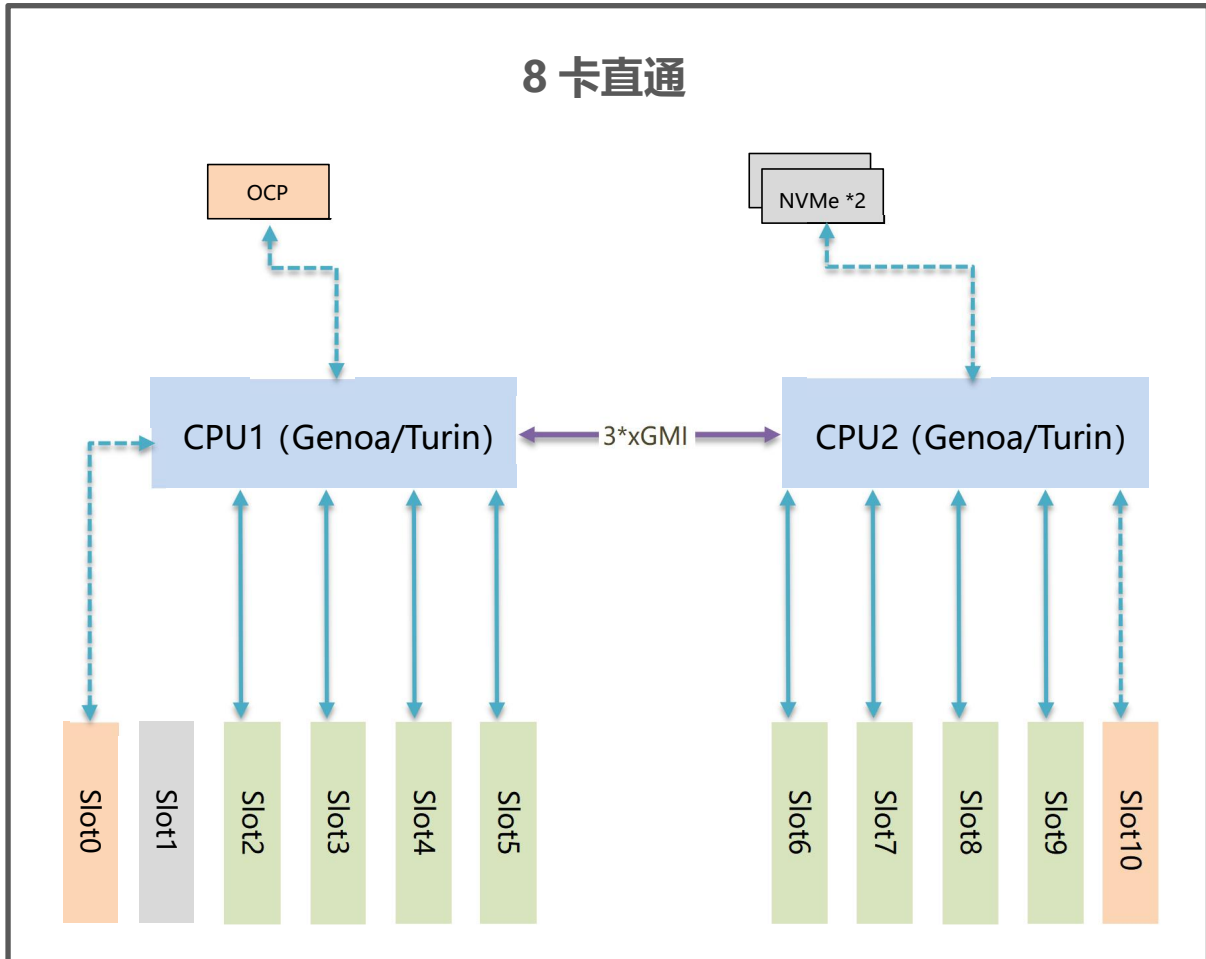 8 卡直通
OCP
NVMe *2
CPU1 (Genoa/Turin)
3*xGMI
CPU2 (Genoa/Turin)
Slot0
Slot1
Slot2
Slot3
Slot4
Slot5
Slot6
Slot7
Slot8
Slot9
Slot10